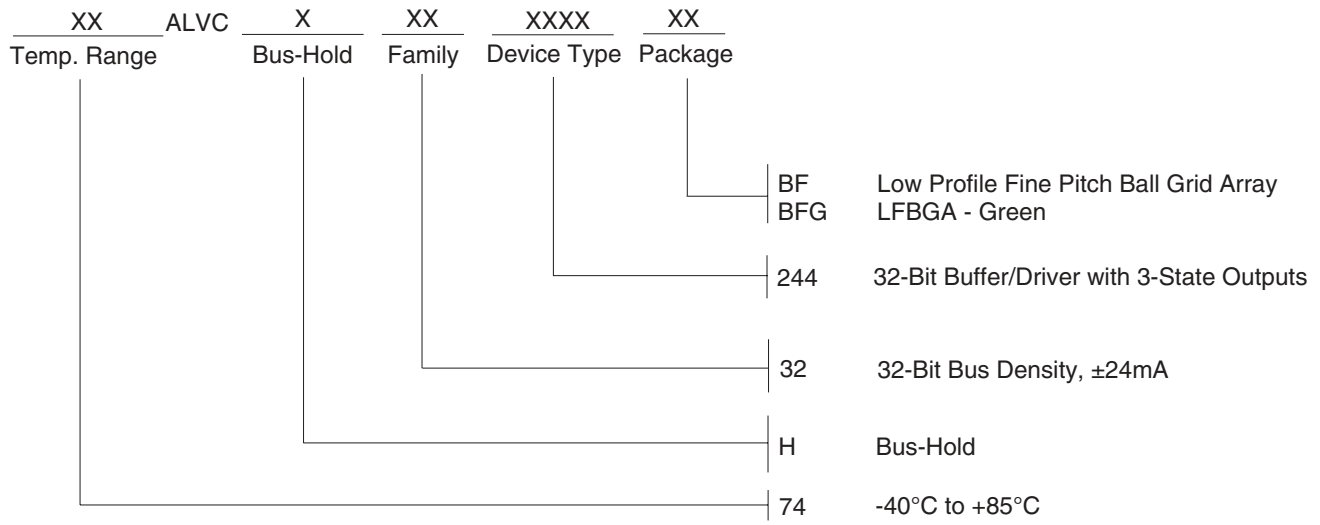 XX ALVC X XX XXXX XX
Temp. Range Bus-Hold Family Device Type Package
BF Low Profile Fine Pitch Ball Grid Array
BFG LFBGA - Green
244 32-Bit Buffer/Driver with 3-State Outputs
32 32-Bit Bus Density, ±24mA
H Bus-Hold
74 -40°C to +85°C